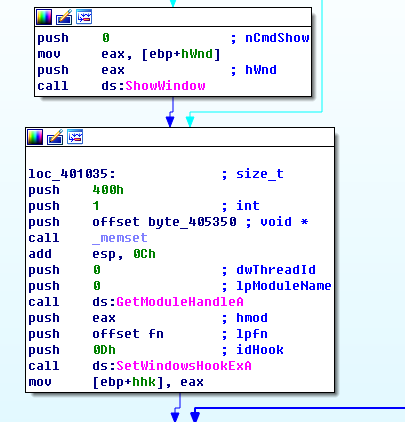 push 0 ; nCmdShow
mov eax, [ebp+hWnd]
push eax ; hWnd
call ds:ShowWindow
loc_401035: ; size_t
push 400h
push 1 ; int
push offset byte_405350 ; void *
call _memset
add esp, 0Ch
push 0 ; dwThreadId
push 0 ; lpModuleName
call ds:GetModuleHandleA
push eax ; hmod
push offset fn ; lpfn
push 0Dh ; idHook
call ds:SetWindowsHookExA
mov [ebp+hhk], eax